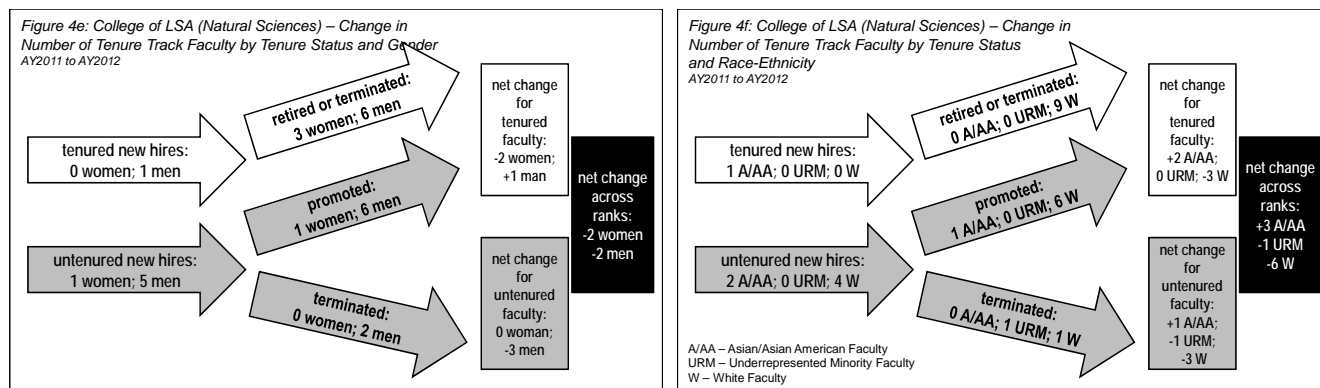 Figure 4e: College of LSA (Natural Sciences) – Change in
Number of Tenure Track Faculty by Tenure Status and Gender
AY2011 to AY2012
retired or terminated:
3 women; 6 men
tenured new hires:
0 women; 1 men
promoted:
1 women; 6 men
untenured new hires:
1 women; 5 men
terminated:
0 women; 2 men
net change
for
tenured
faculty:
-2 women;
+1 man
net change
for
untenured
faculty:
0 woman;
-3 men
net change
across
ranks:
-2 women
-2 men
Figure 4f: College of LSA (Natural Sciences) – Change in
Number of Tenure Track Faculty by Tenure Status
and Race-Ethnicity
AY2011 to AY2012
retired or terminated:
0 A/AA; 0 URM; 9 W
tenured new hires:
1 A/AA; 0 URM; 0 W
promoted:
1 A/AA; 0 URM; 6 W
untenured new hires:
2 A/AA; 0 URM; 4 W
terminated:
0 A/AA; 1 URM; 1 W
net change
for
tenured
faculty:
+2 A/AA;
0 URM; -3 W
net change
for
untenured
faculty:
+1 A/AA;
-1 URM;
-3 W
net change
across
ranks:
+3 A/AA
-1 URM
-6 W
A/AA – Asian/Asian American Faculty
URM – Underrepresented Minority Faculty
W – White Faculty